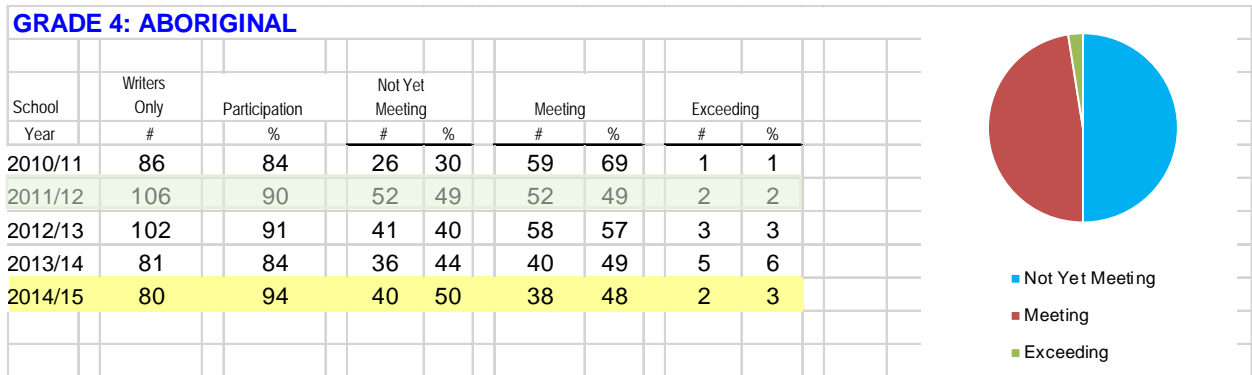 GRADE 4: ABORIGINAL
Writers Not Yet
School Only Participation Meeting Meeting Exceeding
Year # % # % # % # %
2010/11 86 84 26 30 59 69 1 1
2011/12 106 90 52 49 52 49 2 2
2012/13 102 91 41 40 58 57 3 3
2013/14 81 84 36 44 40 49 5 6
2014/15 80 94 40 50 38 48 2 3
Not Yet Meeting
Meeting
Exceeding